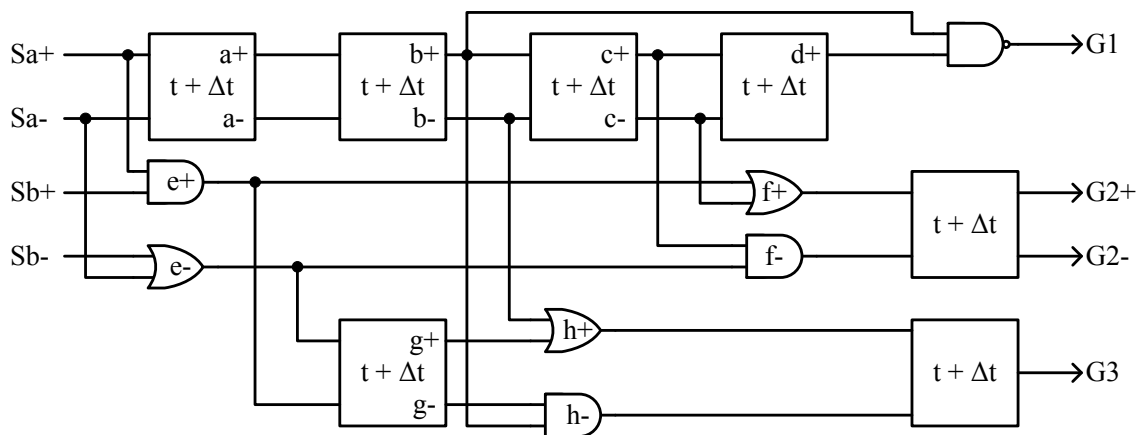 Sa+
a+
b+
c+
d+
G1
t + Δt
t + Δt
t + Δt
t + Δt
Sa-
a-
b-
c-
Sb+
e+
f+
G2+
t + Δt
Sb-
e-
f-
G2-
g+
h+
t + Δt
t + Δt
G3
g-
h-